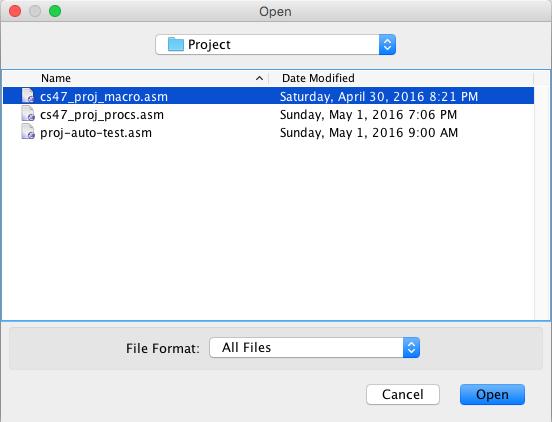 Open
Project
Name Date Modified
cs47_proj_macro.asm Saturday, April 30, 2016 8:21 PM
cs47_proj_procs.asm Sunday, May 1, 2016 7:06 PM
proj-auto-test.asm Sunday, May 1, 2016 9:00 AM
File Format: All Files
Cancel Open